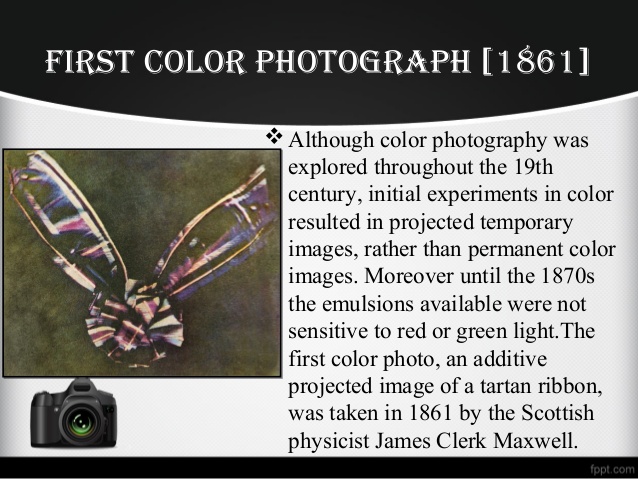 FIRST COLOR PHOTOGRAPH [1861]
❖ Although color photography was
explored throughout the 19th
century, initial experiments in color
resulted in projected temporary
images, rather than permanent color
images. Moreover until the 1870s
the emulsions available were not
sensitive to red or green light.The
first color photo, an additive
projected image of a tartan ribbon,
was taken in 1861 by the Scottish
physicist James Clerk Maxwell.
fppt.com